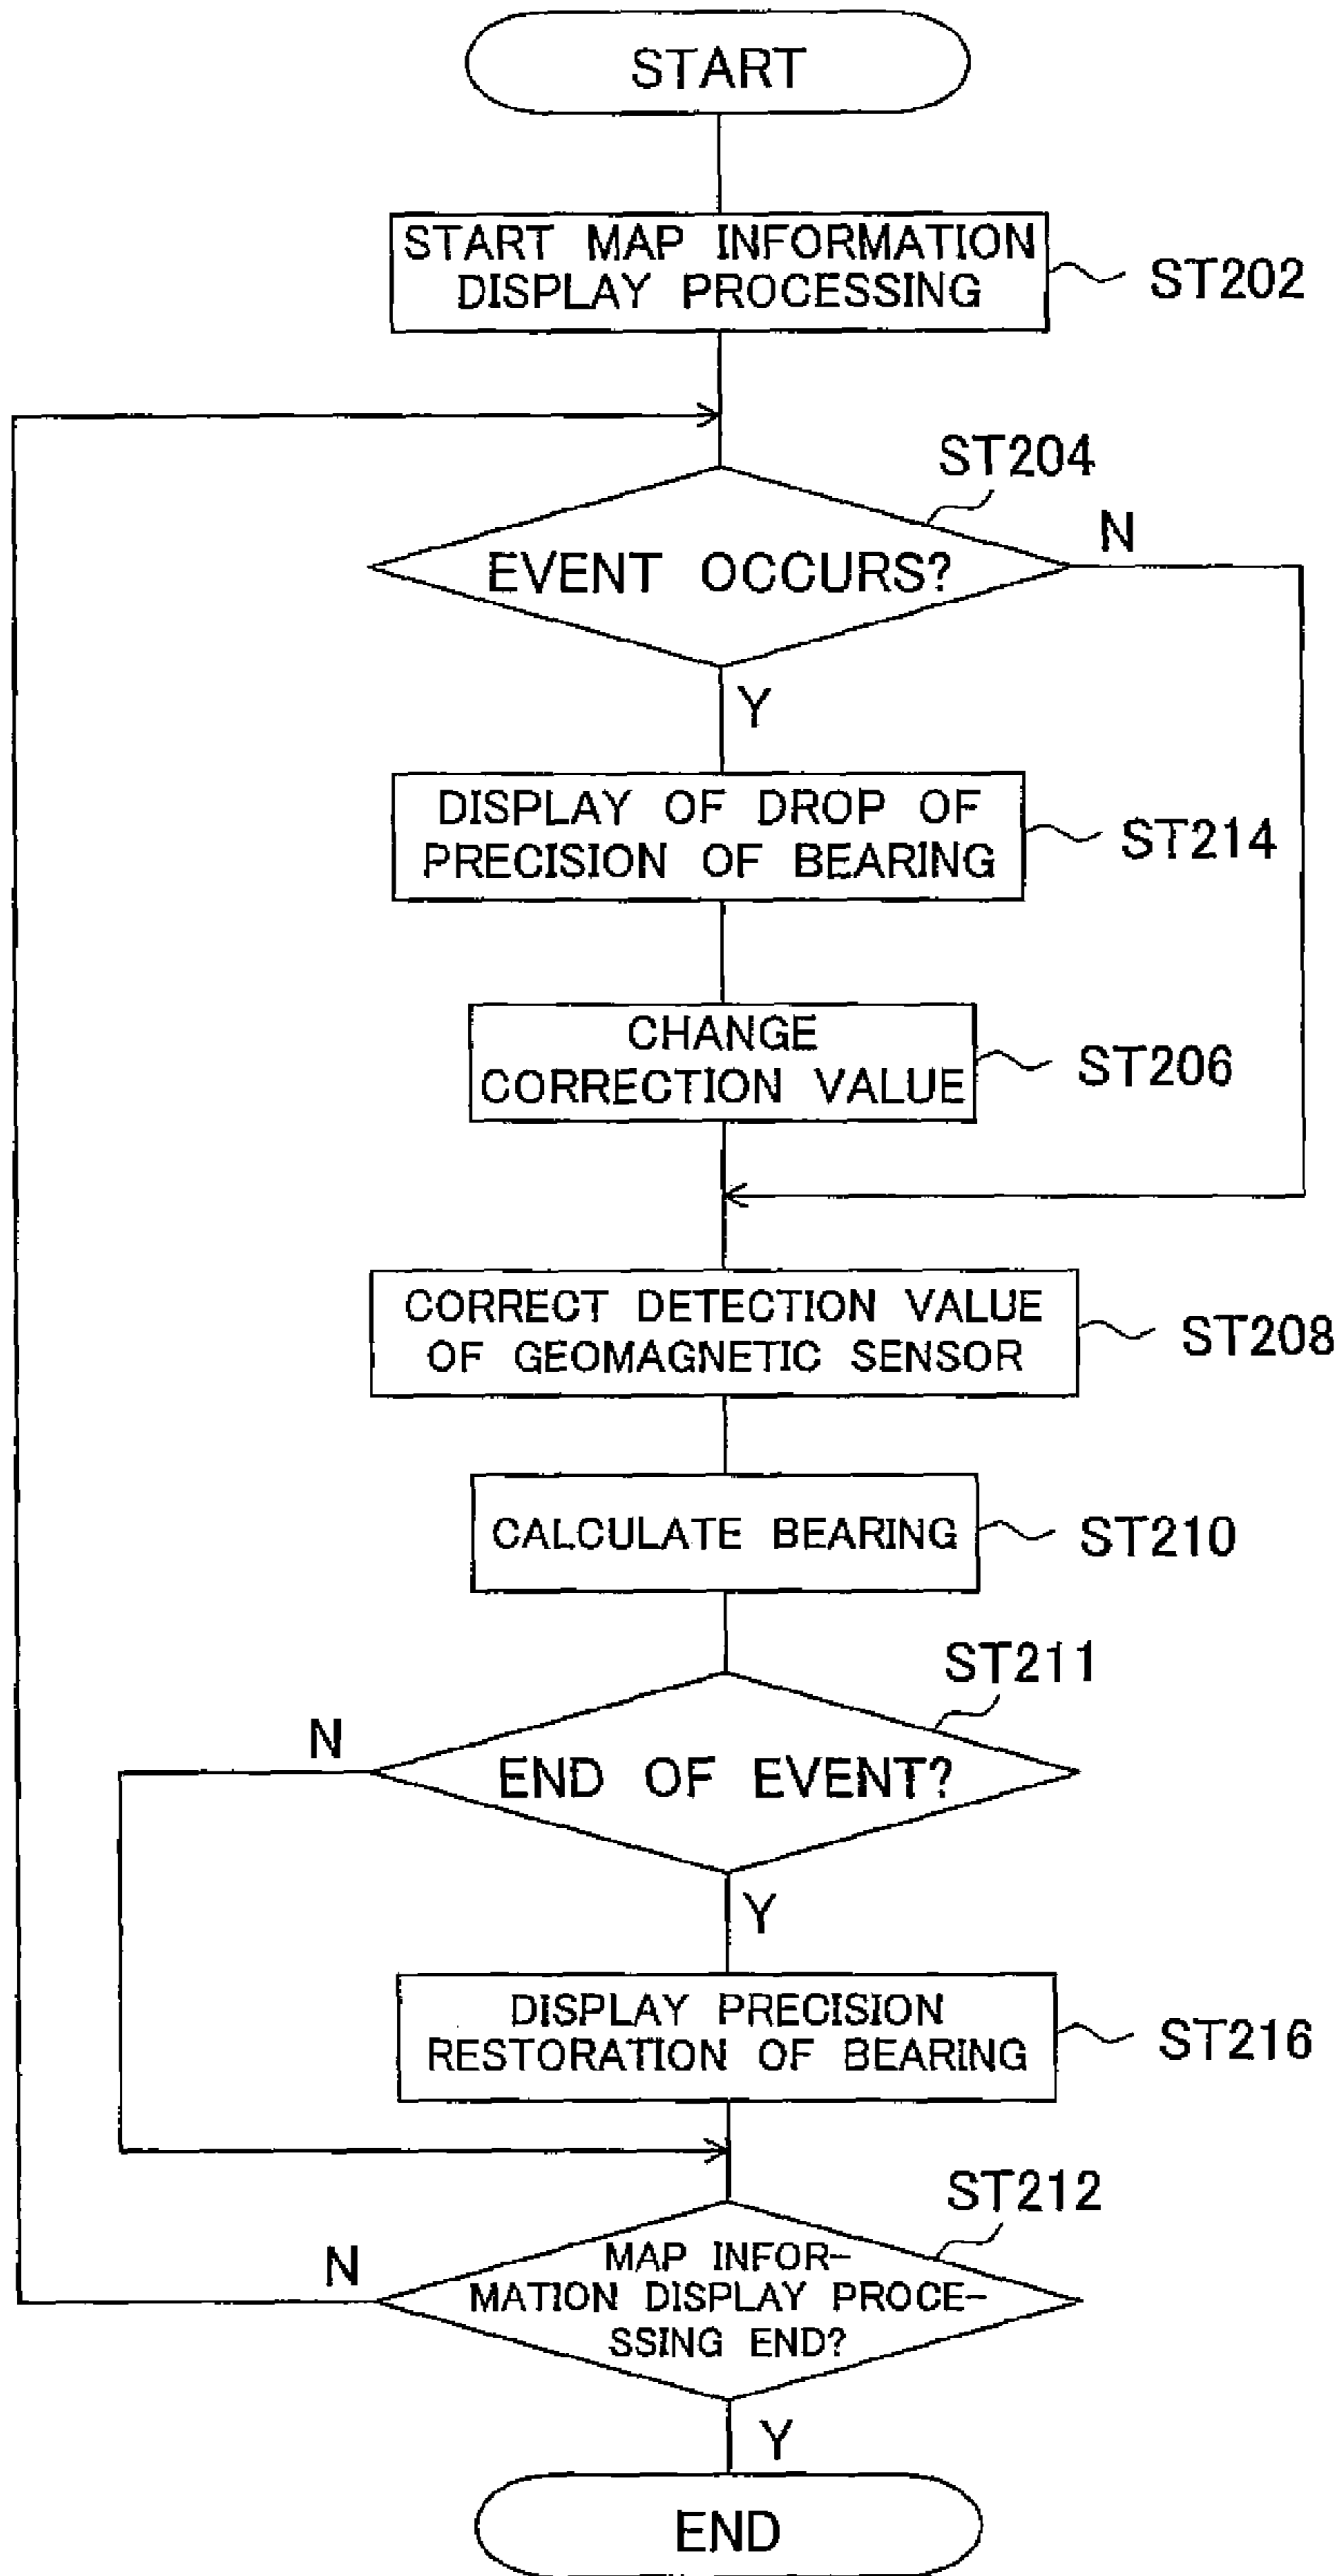 START
START MAP INFORMATION
DISPLAY PROCESSING
ST202
ST204
EVENT OCCURS?
N
Y
DISPLAY OF DROP OF
PRECISION OF BEARING
ST214
CHANGE
CORRECTION VALUE
ST206
CORRECT DETECTION VALUE
OF GEOMAGNETIC SENSOR
ST208
CALCULATE BEARING
ST210
ST211
N
END OF EVENT?
Y
DISPLAY PRECISION
RESTORATION OF BEARING
ST216
ST212
N
MAP INFOR-
MATION DISPLAY PROCE-
SSING END?
Y
END